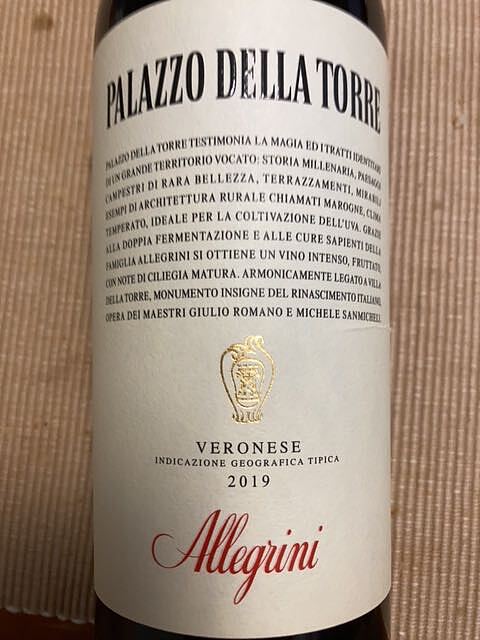 PALAZZO DELLA TORRE
PALAZZO DELLA TORRE TESTIMONIA LA MAGIA ED I TRATTI IDENTITARI
DI UN GRANDE TERRITORIO VOCATO: STORIA MILLENARIA, PAESAGGI
CAMPESTRI DI RARA BELLEZZA, TERRAZZAMENTI, MIRABILI
ESEMPI DI ARCHITETTURA RURALE CHIAMATI MAROGNE, CLIMA
TEMPERATO, IDEALE PER LA COLTIVAZIONE DELL'UVA. GRAZIE
ALLA DOPPIA FERMENTAZIONE E ALLE CURE SAPIENTI DELLA
FAMIGLIA ALLEGRINI SI OTTIENE UN VINO INTENSO, FRUTTATO,
CON NOTE DI CILIEGIA MATURA. ARMONICAMENTE LEGATO A VILLA
DELLA TORRE, MONUMENTO INSIGNE DEL RINASCIMENTO ITALIANO,
OPERA DEI MAESTRI GIULIO ROMANO E MICHELE SANMICHELI.
VERONESE
INDICAZIONE GEOGRAFICA TIPICA
2019
Allegrini